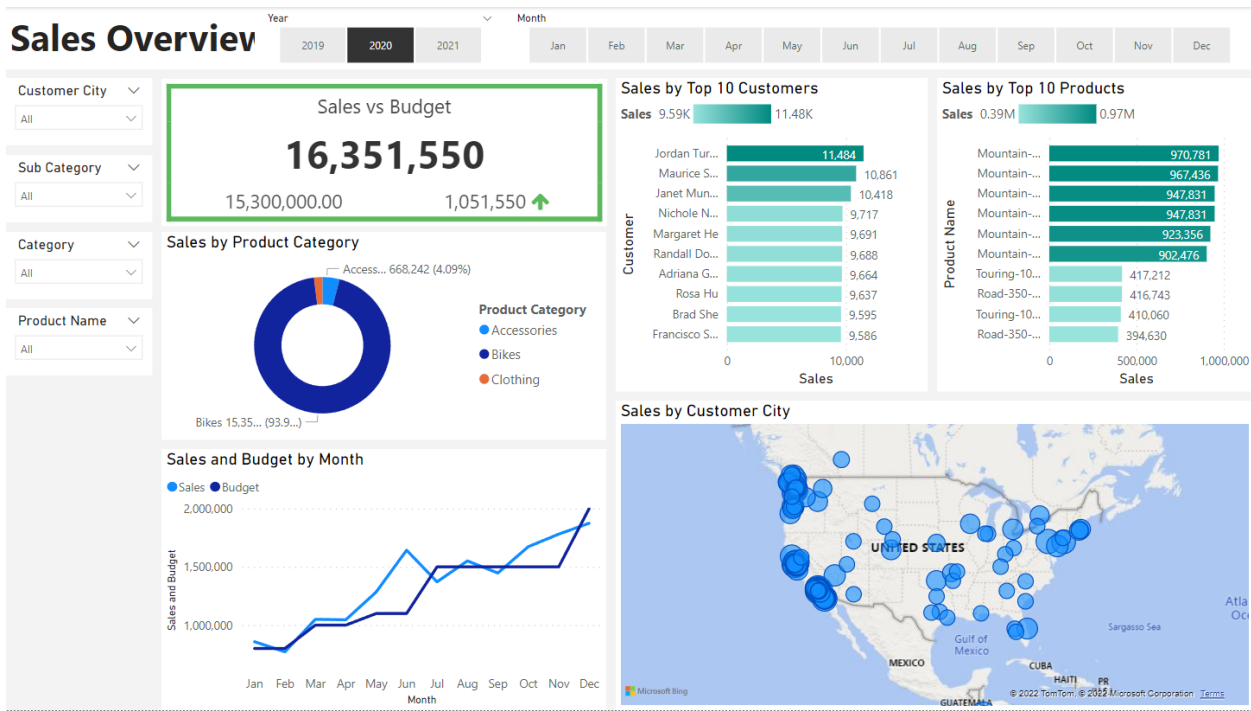 Sales Overview
Year
2019 2020 2021
Month
Jan Feb Mar Apr May Jun Jul Aug Sep Oct Nov Dec
Customer City
All
Sub Category
All
Category
All
Product Name
All
Sales vs Budget
16,351,550
15,300,000.00 1,051,550
Sales by Product Category
Access... 668,242 (4.09%)
Bikes 15,35... (93.9...)
Product Category
Accessories
Bikes
Clothing
Sales and Budget by Month
Sales Budget
Sales and Budget
2,000,000
1,500,000
1,000,000
Jan Feb Mar Apr May Jun Jul Aug Sep Oct Nov Dec
Month
Sales by Top 10 Customers
Sales 9.59K 11.48K
Customer
Jordan Tur... 11,484
Maurice S... 10,861
Janet Mun... 10,418
Nichole N... 9,717
Margaret He 9,691
Randall Do... 9,688
Adriana G... 9,664
Rosa Hu 9,637
Brad She 9,595
Francisco S... 9,586
0 10,000
Sales
Sales by Top 10 Products
Sales 0.39M 0.97M
Product Name
Mountain-... 970,781
Mountain-... 967,436
Mountain-... 947,831
Mountain-... 947,831
Mountain-... 923,356
Mountain-... 902,476
Touring-10... 417,212
Road-350-... 416,743
Touring-10... 410,060
Road-350-... 394,630
0 500,000 1,000,000
Sales
Sales by Customer City
UNITED STATES
Atla
Oc
Sargasso Sea
Gulf of
Mexico
MEXICO
CUBA
HAITI
PR
GUATEMALA
Microsoft Bing
© 2022 TomTom, © 2022 Microsoft Corporation Terms